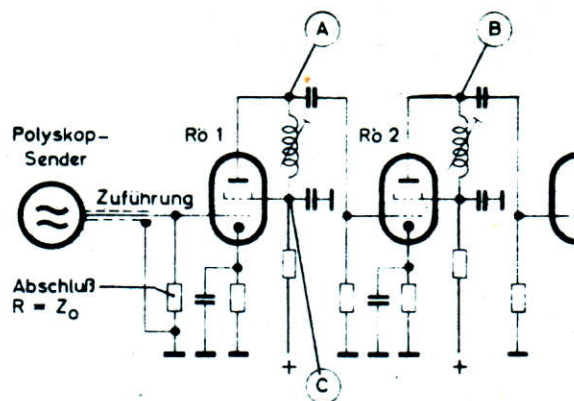 A
B
Polyskop-
Sender
Rö 1
Rö 2
Zuführung
Abschluß
R = Z₀
+
C
+